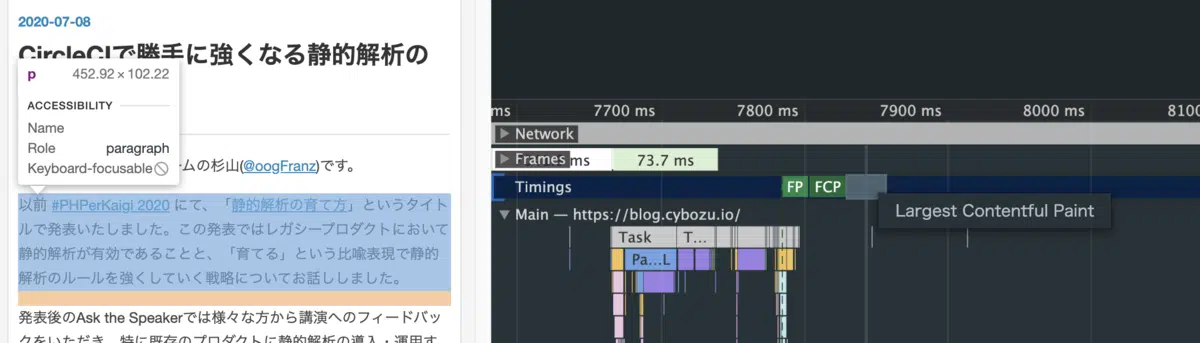 2020-07-08
CircleCIで勝手に強くなる静的解析の
p 452.92 × 102.22
ACCESSIBILITY
Name
Role paragraph
Keyboard-focusable
ムの杉山(@oogFranz)です。
以前 #PHPerKaigi 2020 にて、「静的解析の育て方」というタイト
ルで発表いたしました。この発表ではレガシープロダクトにおいて
静的解析が有効であることと、「育てる」という比喩表現で静的
解析のルールを強くしていく戦略についてお話ししました。
発表後のAsk the Speakerでは様々な方から講演へのフィードバッ
クをいただき、特に既存のプロダクトに静的解析の導入・運用す
ms 7700 ms 7800 ms 7900 ms 8000 ms 8100
Network
Frames ms 73.7 ms
Timings FP FCP
Largest Contentful Paint
Main — https://blog.cybozu.io/
Task T...
Pa...L